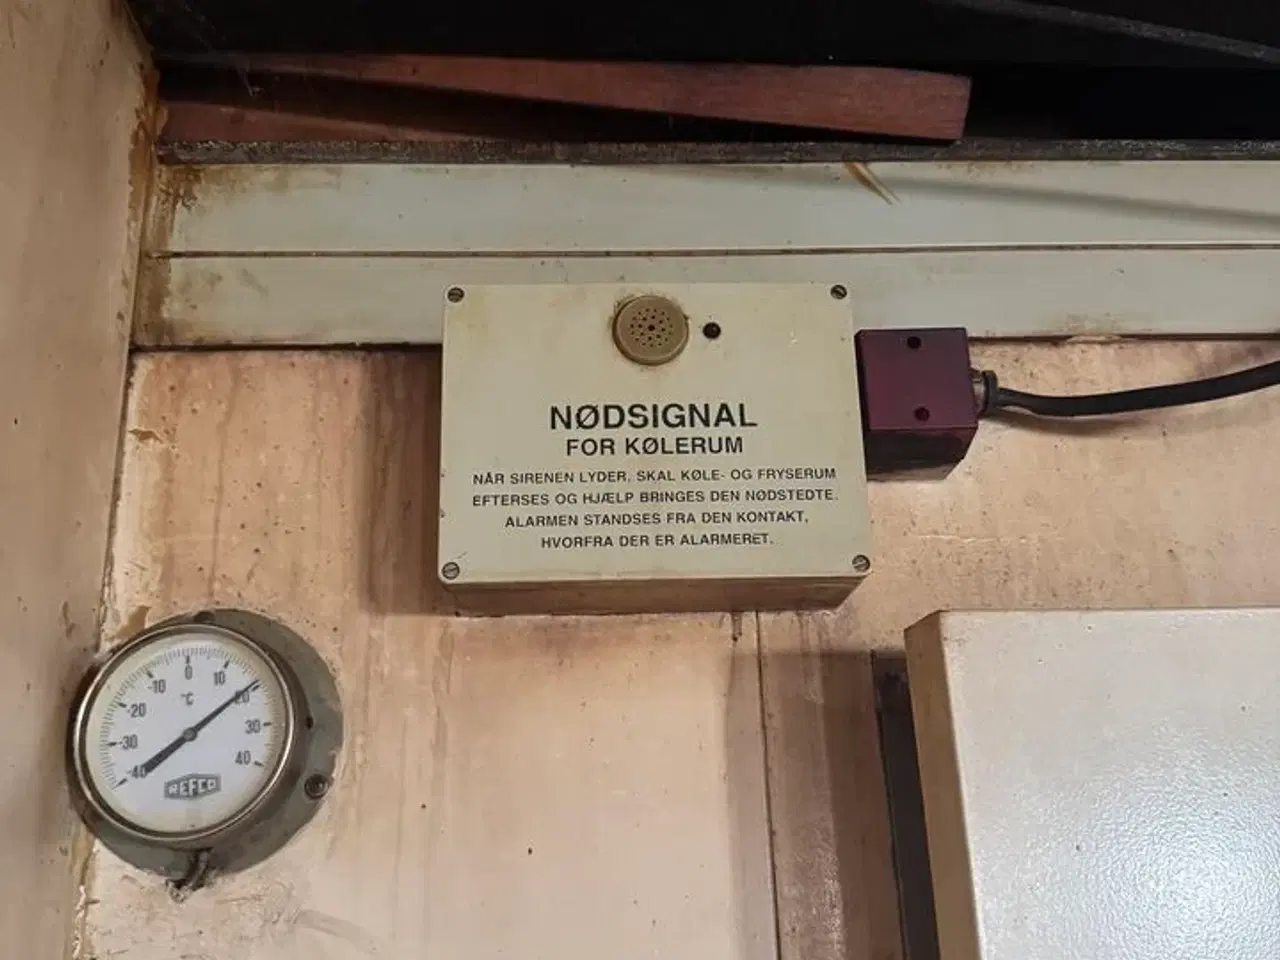 NØDSIGNAL
FOR KØLERUM
NÅR SIRENEN LYDER, SKAL KØLE- OG FRYSERUM
EFTERSES OG HJÆLP BRINGES DEN NØDSTEDTE.
ALARMEN STANDSES FRA DEN KONTAKT,
HVORFRA DER ER ALARMERET.
-40
-30
-20
-10
0
10
20
30
40
°C
REFCO